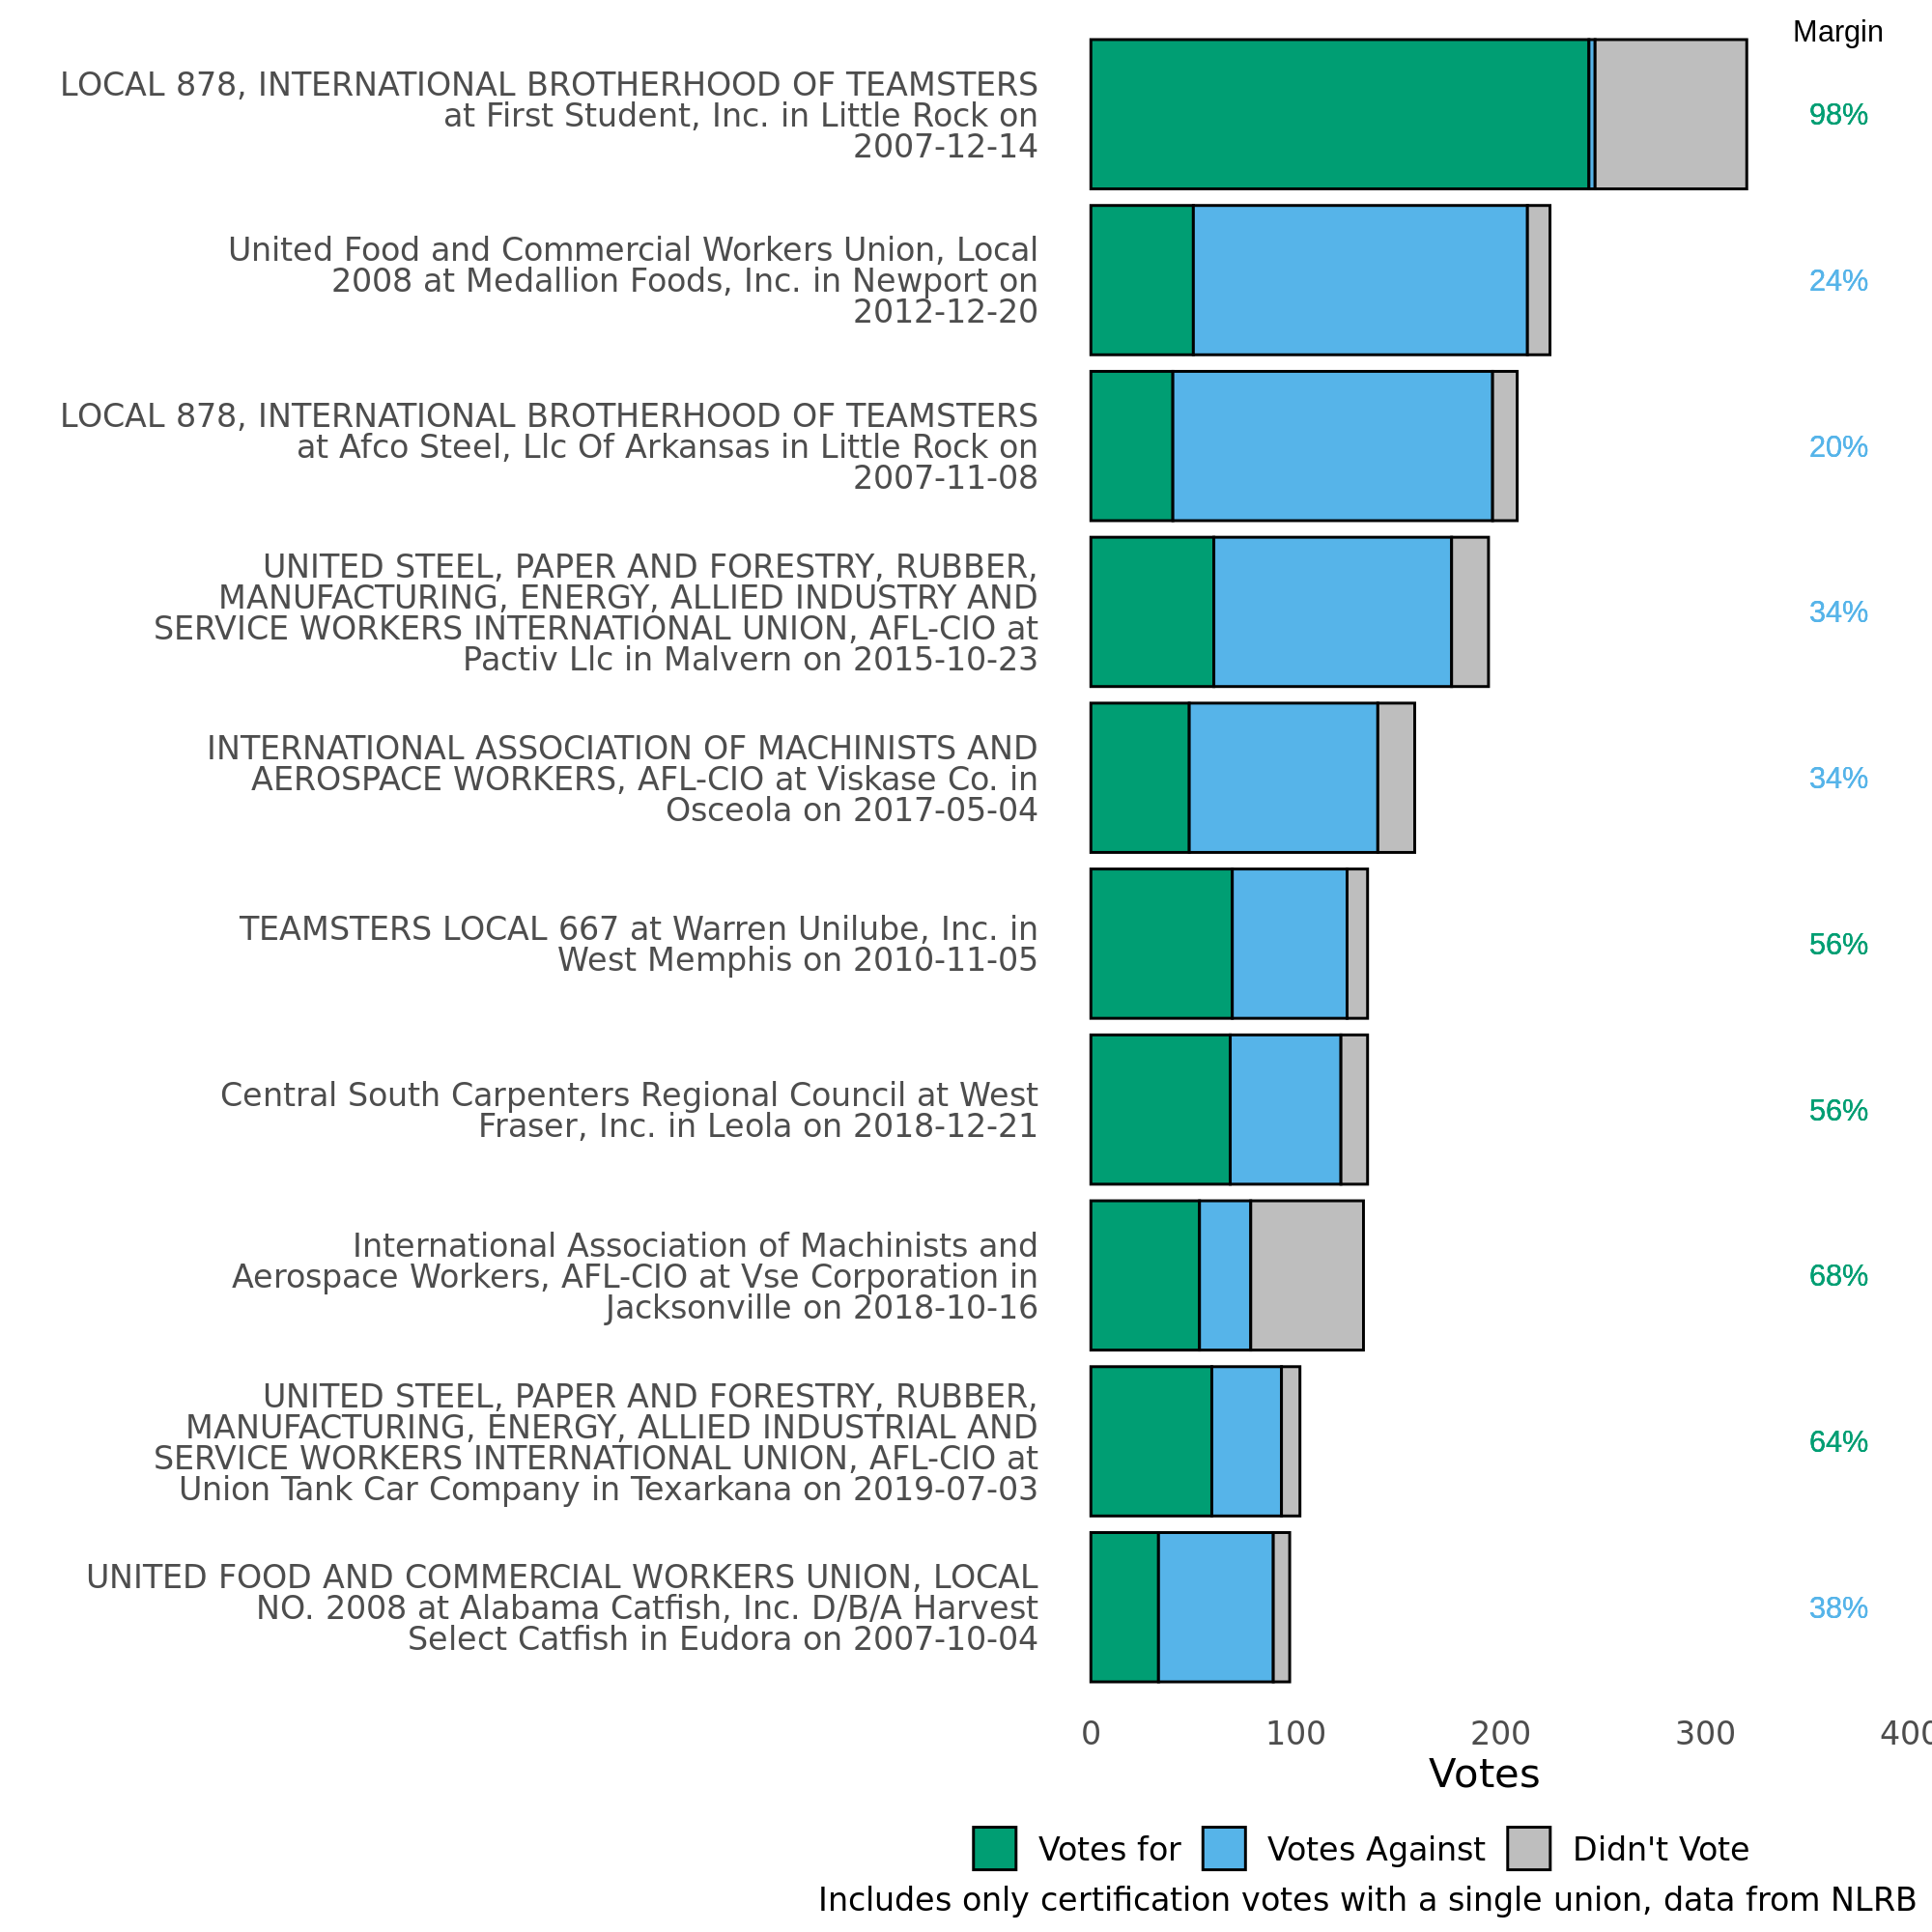 Margin
LOCAL 878, INTERNATIONAL BROTHERHOOD OF TEAMSTERS
at First Student, Inc. in Little Rock on
2007-12-14
98%
United Food and Commercial Workers Union, Local
2008 at Medallion Foods, Inc. in Newport on
2012-12-20
24%
LOCAL 878, INTERNATIONAL BROTHERHOOD OF TEAMSTERS
at Afco Steel, Llc Of Arkansas in Little Rock on
2007-11-08
20%
UNITED STEEL, PAPER AND FORESTRY, RUBBER,
MANUFACTURING, ENERGY, ALLIED INDUSTRY AND
SERVICE WORKERS INTERNATIONAL UNION, AFL-CIO at
Pactiv Llc in Malvern on 2015-10-23
34%
INTERNATIONAL ASSOCIATION OF MACHINISTS AND
AEROSPACE WORKERS, AFL-CIO at Viskase Co. in
Osceola on 2017-05-04
34%
TEAMSTERS LOCAL 667 at Warren Unilube, Inc. in
West Memphis on 2010-11-05
56%
Central South Carpenters Regional Council at West
Fraser, Inc. in Leola on 2018-12-21
56%
International Association of Machinists and
Aerospace Workers, AFL-CIO at Vse Corporation in
Jacksonville on 2018-10-16
68%
UNITED STEEL, PAPER AND FORESTRY, RUBBER,
MANUFACTURING, ENERGY, ALLIED INDUSTRIAL AND
SERVICE WORKERS INTERNATIONAL UNION, AFL-CIO at
Union Tank Car Company in Texarkana on 2019-07-03
64%
UNITED FOOD AND COMMERCIAL WORKERS UNION, LOCAL
NO. 2008 at Alabama Catfish, Inc. D/B/A Harvest
Select Catfish in Eudora on 2007-10-04
38%
0 100 200 300 400
Votes
Votes for Votes Against Didn't Vote
Includes only certification votes with a single union, data from NLRB